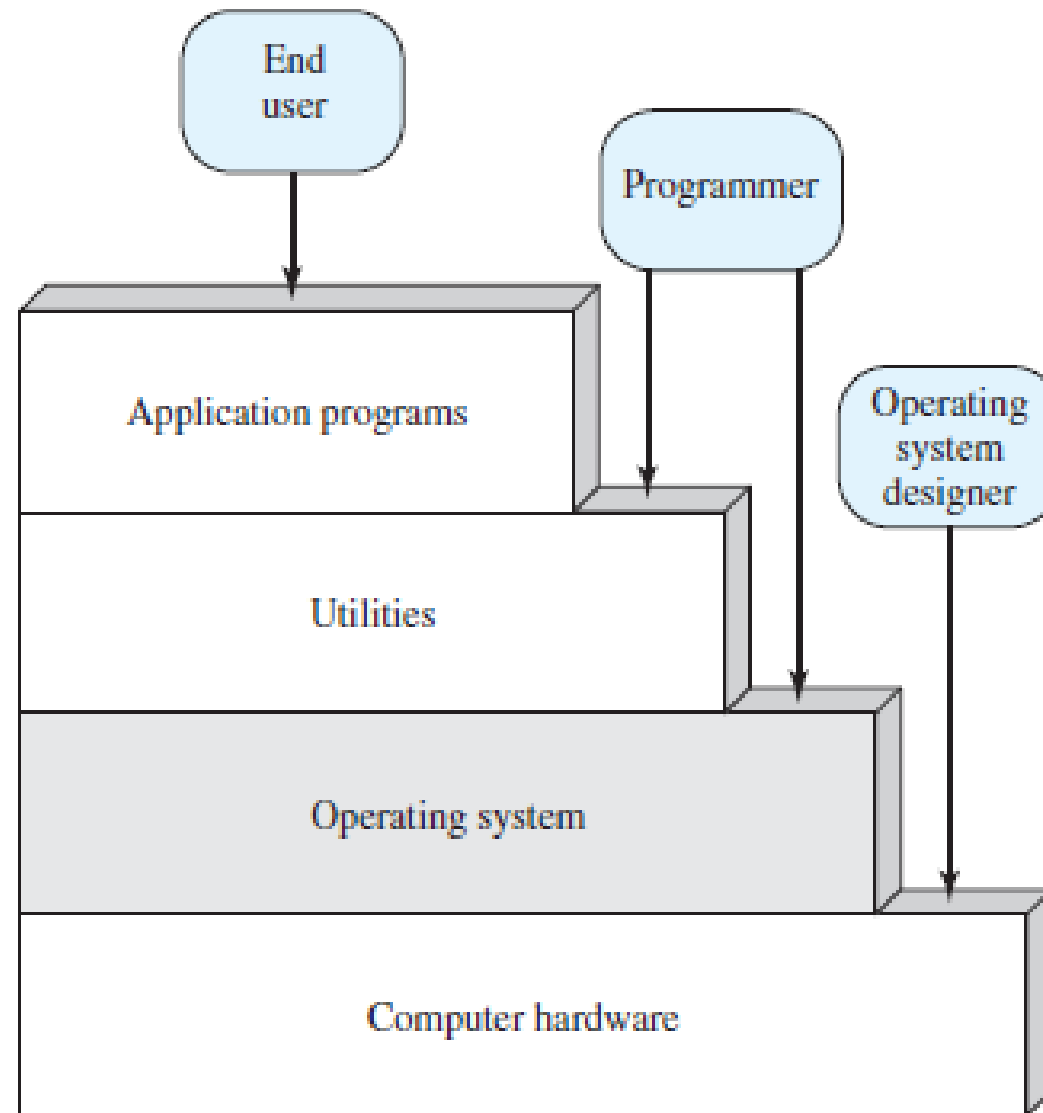 End
user
Programmer
Application programs
Operating
system
designer
Utilities
Operating system
Computer hardware